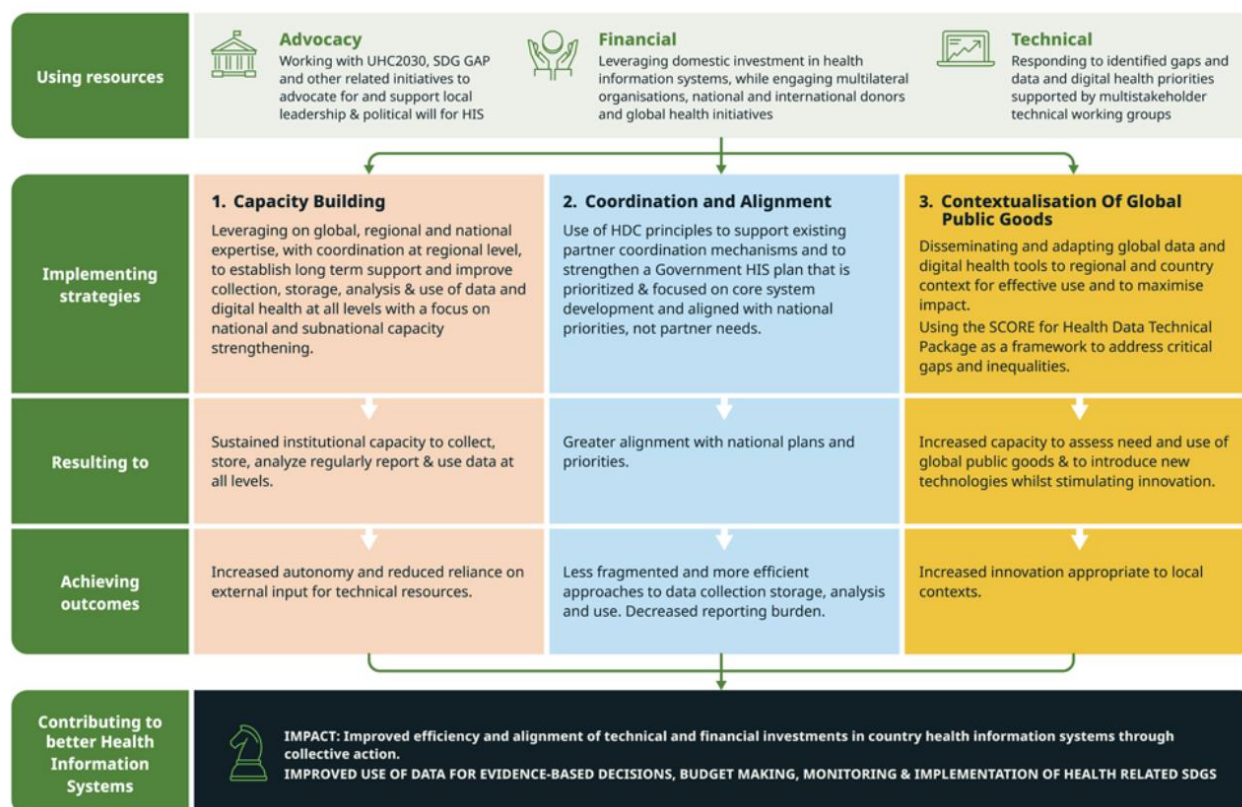 Using resources
Advocacy
Working with UHC2030, SDG GAP
and other related initiatives to
advocate for and support local
leadership & political will for HIS
Financial
Leveraging domestic investment in health
information systems, while engaging multilateral
organisations, national and international donors
and global health initiatives
Technical
Responding to identified gaps and
data and digital health priorities
supported by multistakeholder
technical working groups
Implementing
strategies
1. Capacity Building
Leveraging on global, regional and national
expertise, with coordination at regional level,
to establish long term support and improve
collection, storage, analysis & use of data and
digital health at all levels with a focus on
national and subnational capacity
strengthening.
2. Coordination and Alignment
Use of HDC principles to support existing
partner coordination mechanisms and to
strengthen a Government HIS plan that is
prioritized & focused on core system
development and aligned with national
priorities, not partner needs.
3. Contextualisation Of Global
Public Goods
Disseminating and adapting global data and
digital health tools to regional and country
context for effective use and to maximise
impact.
Using the SCORE for Health Data Technical
Package as a framework to address critical
gaps and inequalities.
Resulting to
Sustained institutional capacity to collect,
store, analyze regularly report & use data at
all levels.
Greater alignment with national plans and
priorities.
Increased capacity to assess need and use of
global public goods & to introduce new
technologies whilst stimulating innovation.
Achieving
outcomes
Increased autonomy and reduced reliance on
external input for technical resources.
Less fragmented and more efficient
approaches to data collection storage, analysis
and use. Decreased reporting burden.
Increased innovation appropriate to local
contexts.
Contributing to
better Health
Information
Systems
IMPACT: Improved efficiency and alignment of technical and financial investments in country health information systems through
collective action.
IMPROVED USE OF DATA FOR EVIDENCE-BASED DECISIONS, BUDGET MAKING, MONITORING & IMPLEMENTATION OF HEALTH RELATED SDGS